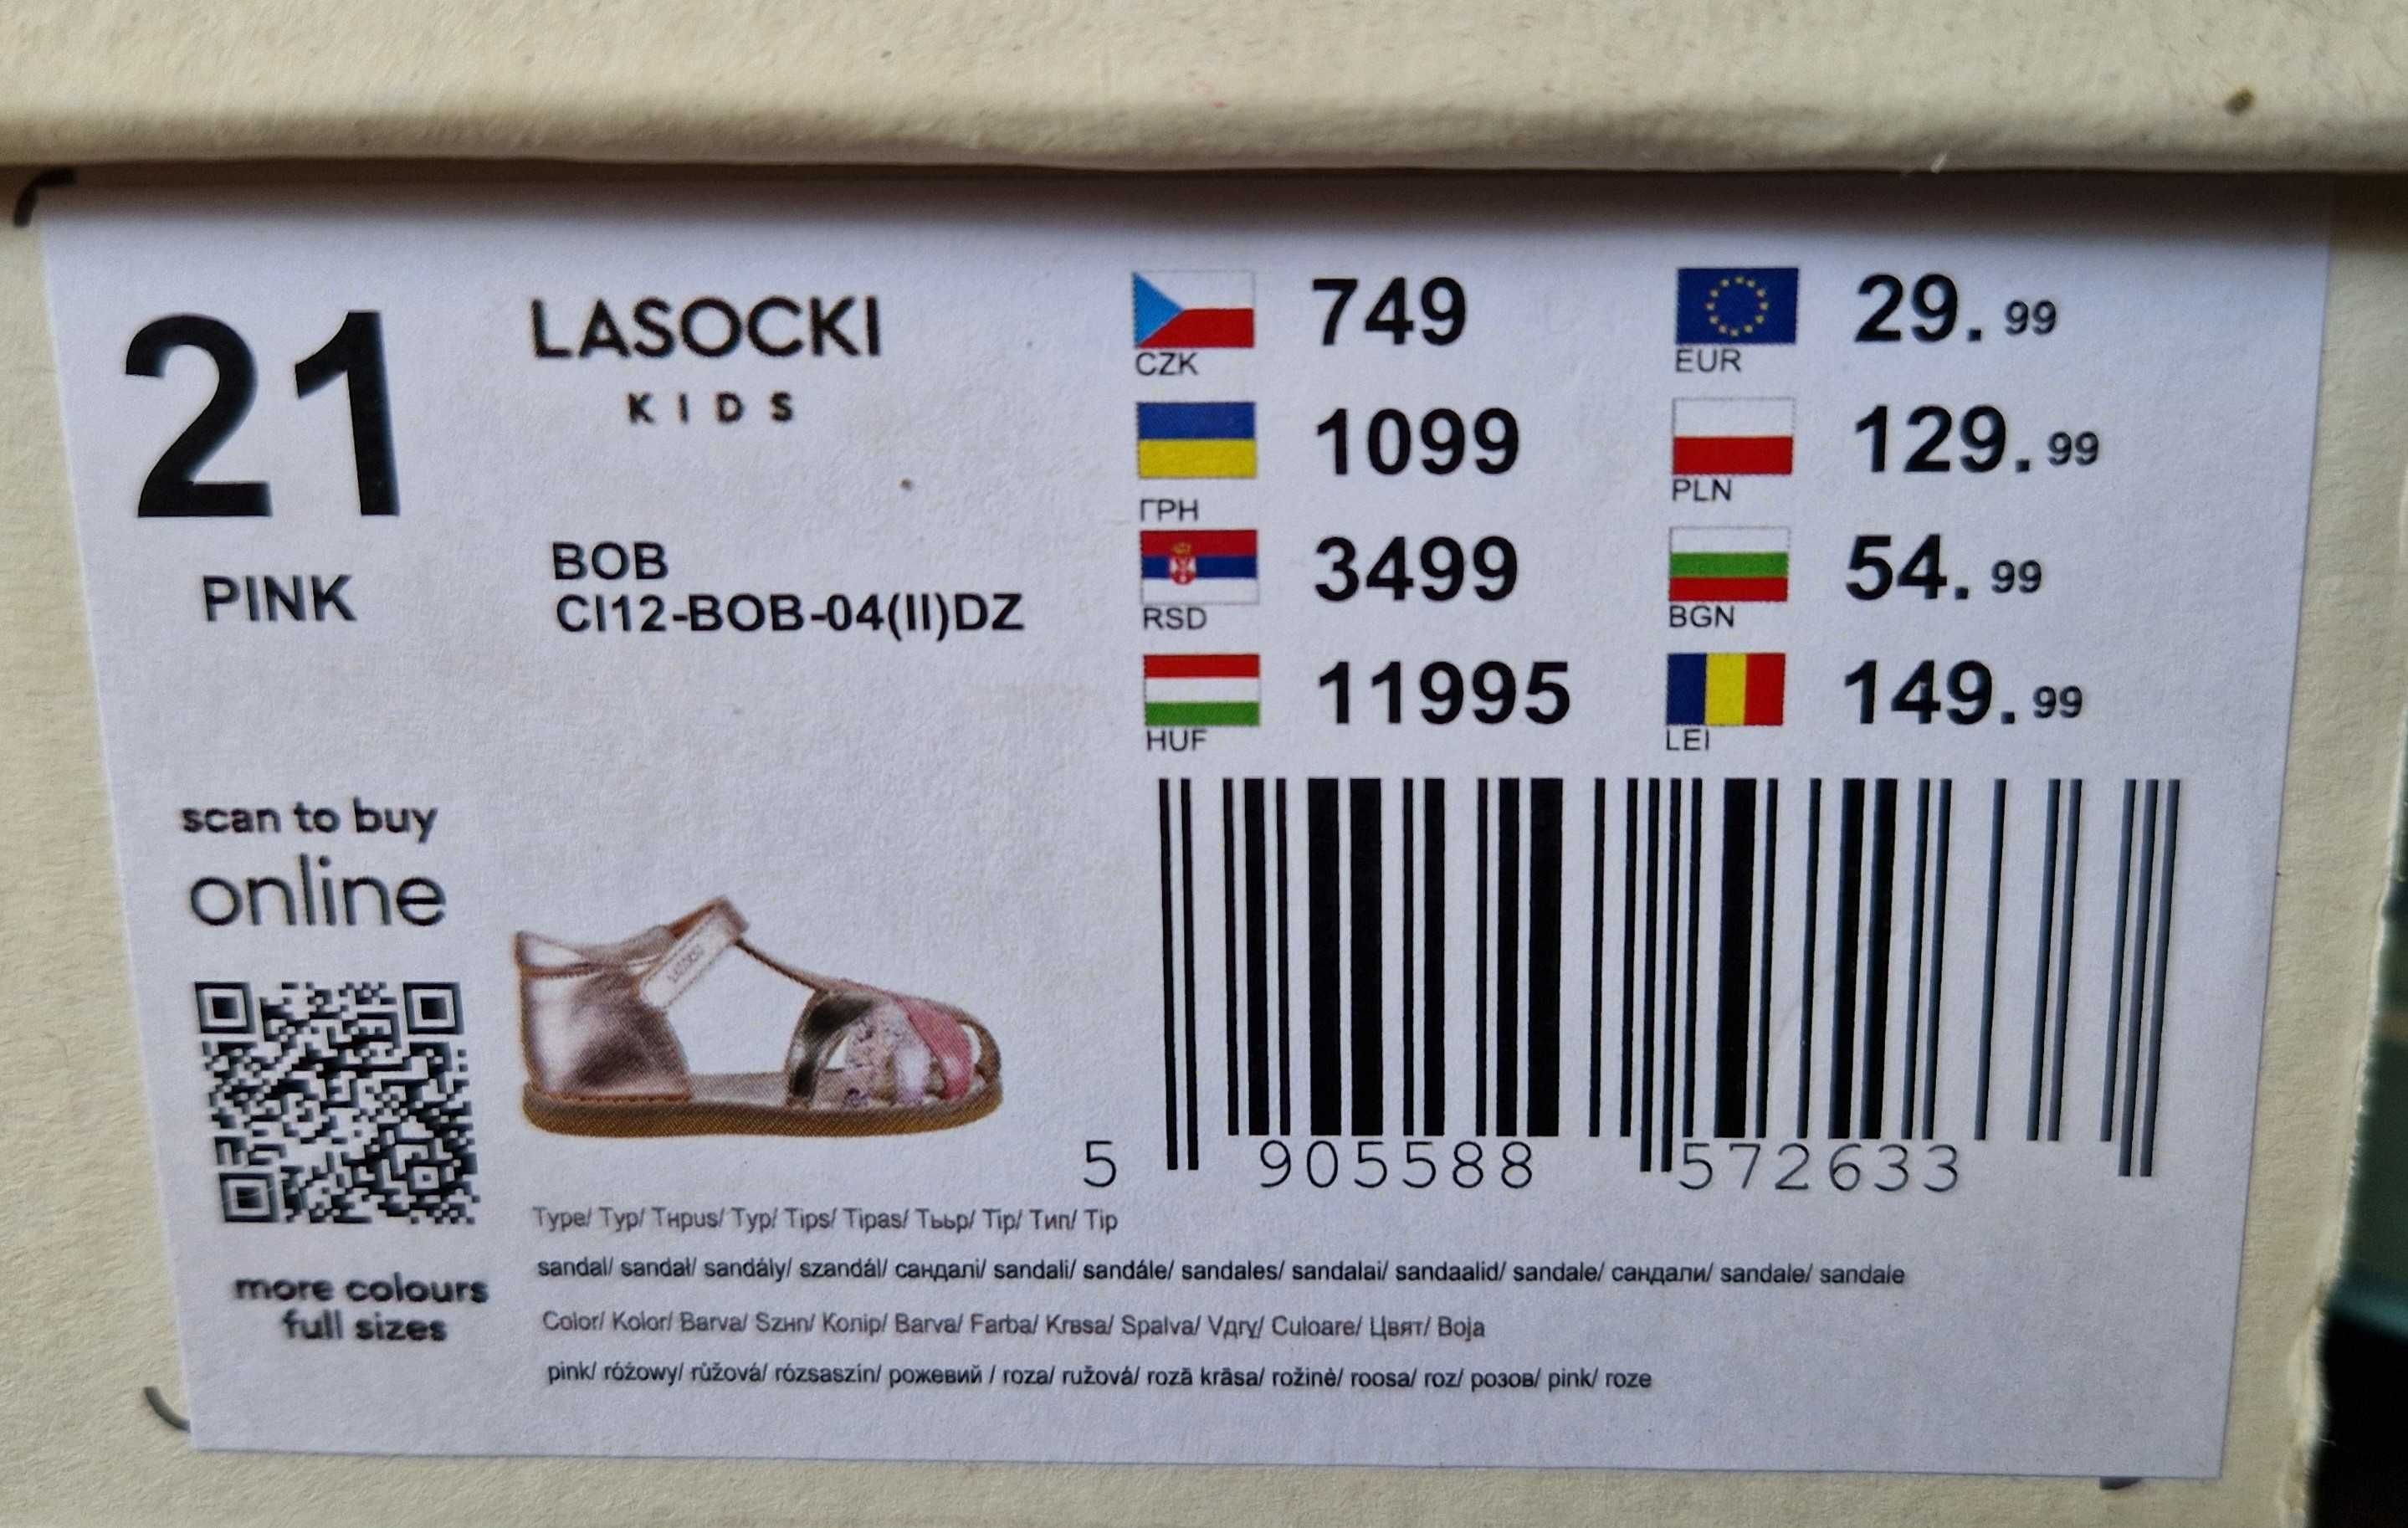 21
PINK
LASOCKI
KIDS
BOB
CI12-BOB-04(II)DZ
CZK 749
EUR 29.99
ГРН 1099
PLN 129.99
RSD 3499
BGN 54.99
HUF 11995
LEI 149.99
scan to buy
online
more colours
full sizes
LASOCKI
5 905588 572633
Type/ Typ/ Tнpus/ Typ/ Tips/ Tipas/ Tььp/ Tip/ Тип/ Tip
sandal/ sandał/ sandály/ szandál/ сандалі/ sandali/ sandále/ sandales/ sandalai/ sandaalid/ sandale/ сандали/ sandale/ sandale
Color/ Kolor/ Barva/ Szнn/ Колір/ Barva/ Farba/ Krвsa/ Spalva/ Vдrγ/ Culoare/ Цвят/ Boja
pink/ różowy/ růžová/ rózsaszín/ рожевий / roza/ ružová/ rozā krāsa/ rožinė/ roosa/ roz/ розов/ pink/ roze